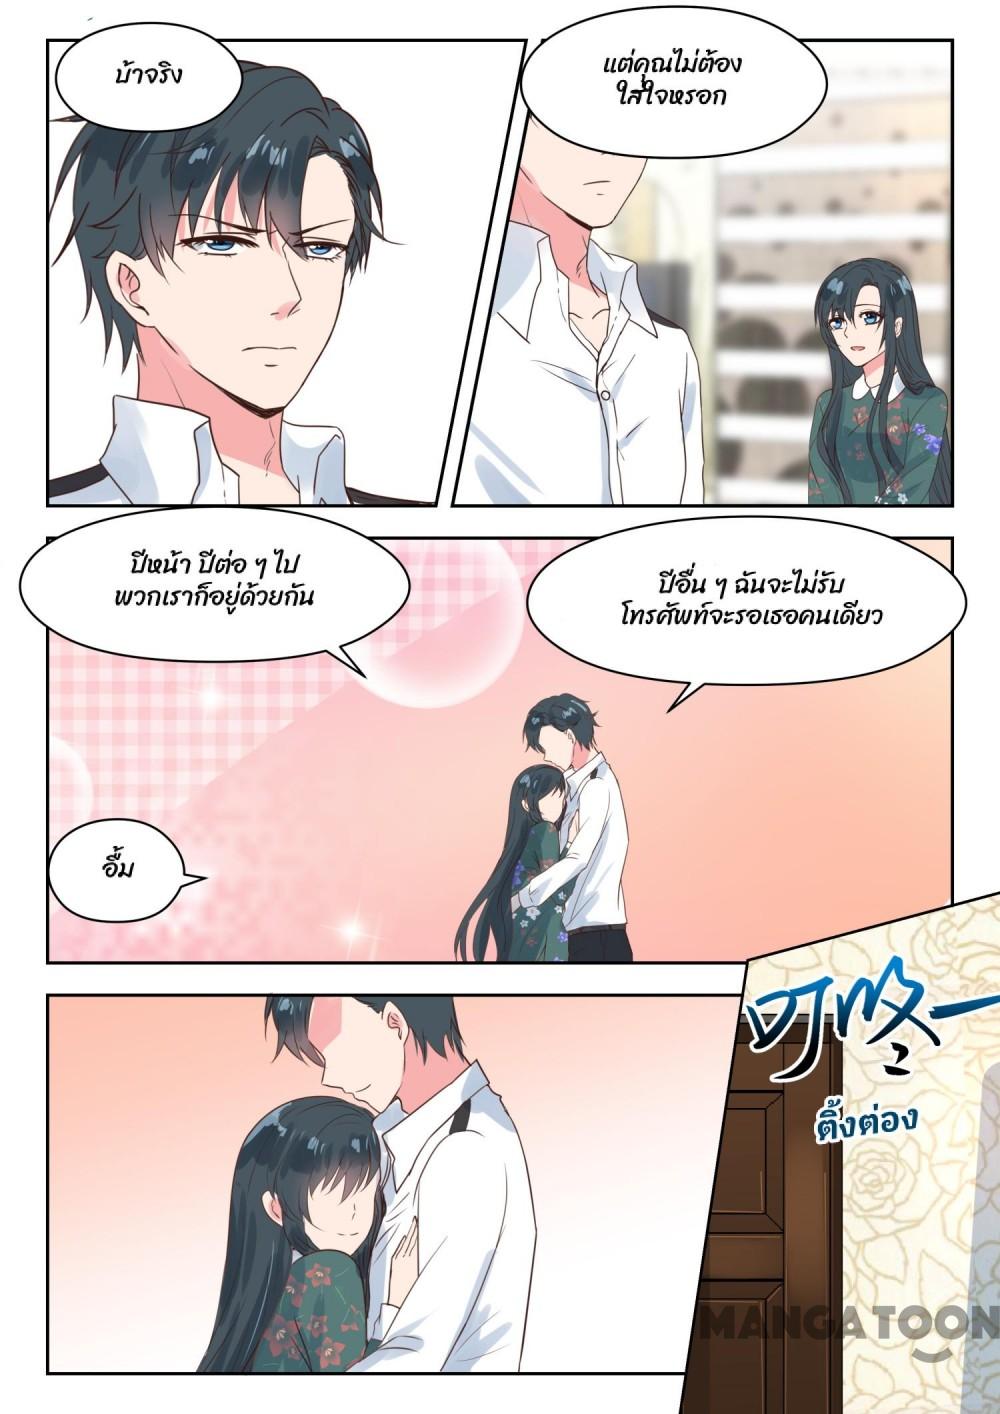 บ้าจริง
แต่คุณไม่ต้อง
ใส่ใจหรอก
ปีหน้า ปีต่อ ๆ ไป
พวกเราก็อยู่ด้วยกัน
ปีอื่น ๆ ฉันจะไม่รับ
โทรศัพท์จะรอเธอคนเดียว
อื้ม
叮咚一
ติ้งต่อง
MANGATOON